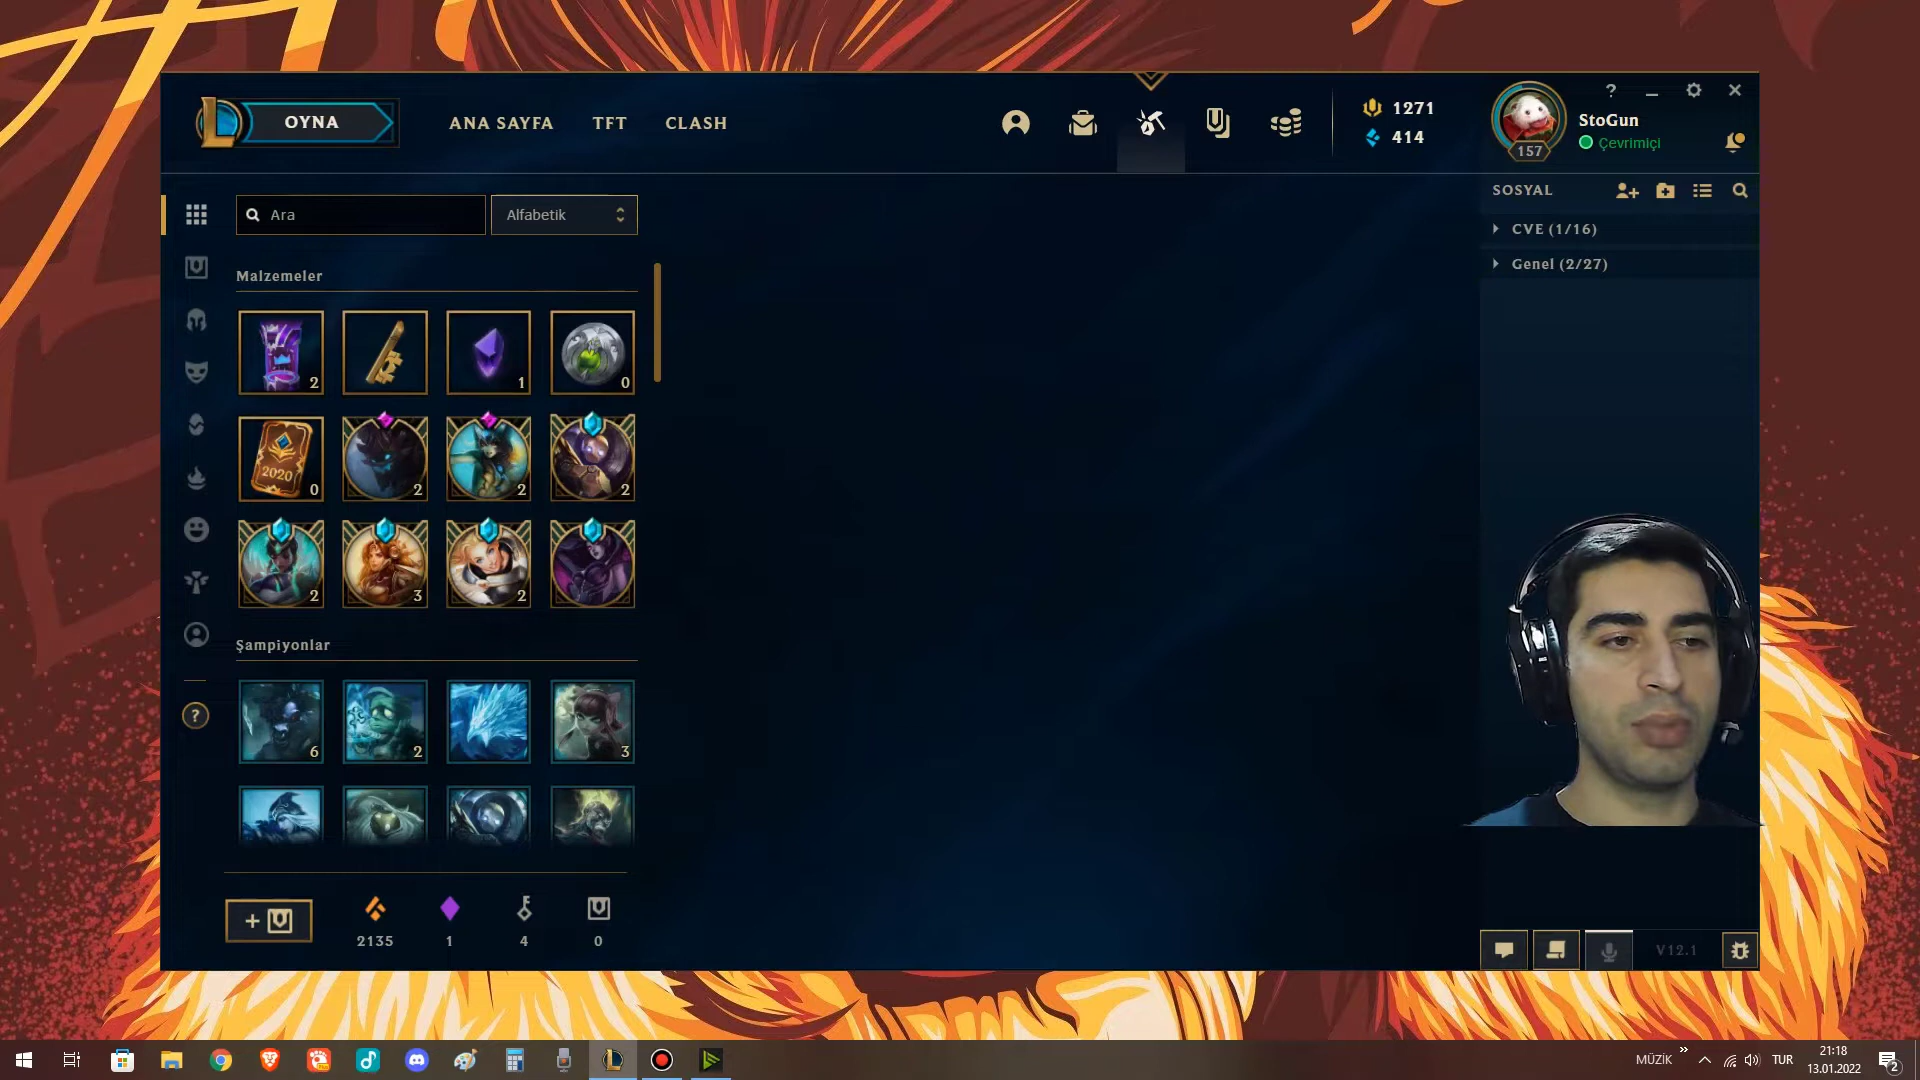 OYNA
ANA SAYFA
TFT
CLASH
1271
414
?
157
StoGun
Çevrimiçi
Ara
Alfabetik
SOSYAL
CVE (1/16)
Genel (2/27)
Malzemeler
2
1
0
2020
0
2
2
2
2
3
2
Şampiyonlar
6
2
3
?
+
2135
1
4
0
V12.1
MÜZİK
TUR
21:18
13.01.2022
2